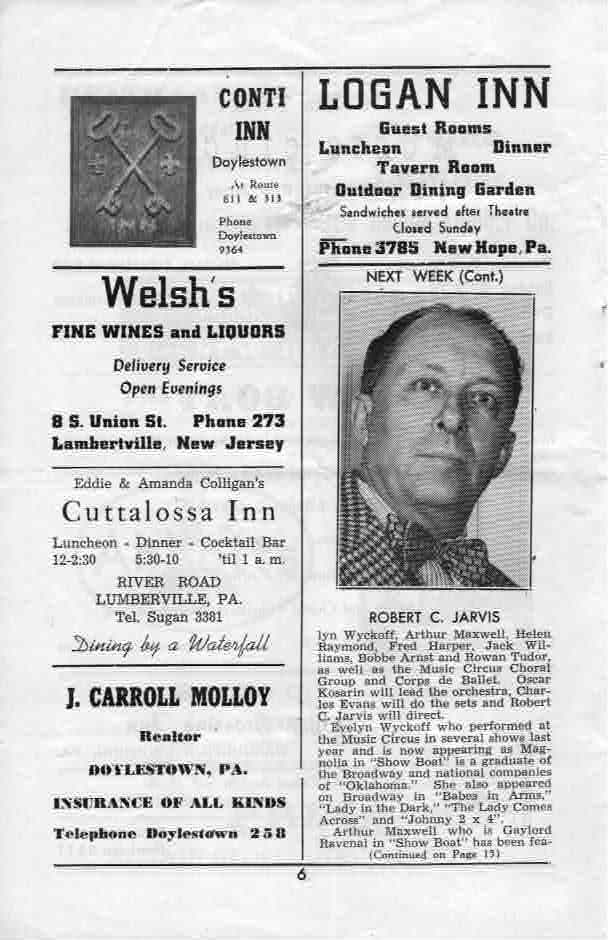 CONTI
INN
Doylestown
At Route
611 & 313
Phone
Doylestown
9364
Welsh's
FINE WINES and LIQUORS
Delivery Service
Open Evenings
8 S. Union St. Phone 273
Lambertville, New Jersey
Eddie & Amanda Colligan's
Cuttalossa Inn
Luncheon - Dinner - Cocktail Bar
12-2:30 5:30-10 'til 1 a. m.
RIVER ROAD
LUMBERVILLE, PA.
Tel. Sugan 3381
Dining by a Waterfall
J. CARROLL MOLLOY
Realtor
DOYLESTOWN, PA.
INSURANCE OF ALL KINDS
Telephone Doylestown 258
LOGAN INN
Guest Rooms
Luncheon Dinner
Tavern Room
Outdoor Dining Garden
Sandwiches served after Theatre
Closed Sunday
Phone 3785 New Hope, Pa.
NEXT WEEK (Cont.)
ROBERT C. JARVIS
lyn Wyckoff, Arthur Maxwell, Helen
Raymond, Fred Harper, Jack Wil-
liams, Bobbe Arnst and Rowan Tudor,
as well as the Music Circus Choral
Group and Corps de Ballet. Oscar
Kosarin will lead the orchestra, Char-
les Evans will do the sets and Robert
C. Jarvis will direct.
Evelyn Wyckoff who performed at
the Music Circus in several shows last
year and is now appearing as Mag-
nolia in "Show Boat" is a graduate of
the Broadway and national companies
of "Oklahoma." She also appeared
on Broadway in "Babes in Arms,"
"Lady in the Dark," "The Lady Comes
Across" and "Johnny 2 x 4".
Arthur Maxwell who is Gaylord
Ravenal in "Show Boat" has been fea-
(Continued on Page 15)
6